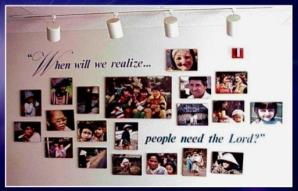 "When will we realize...
people need the Lord?"